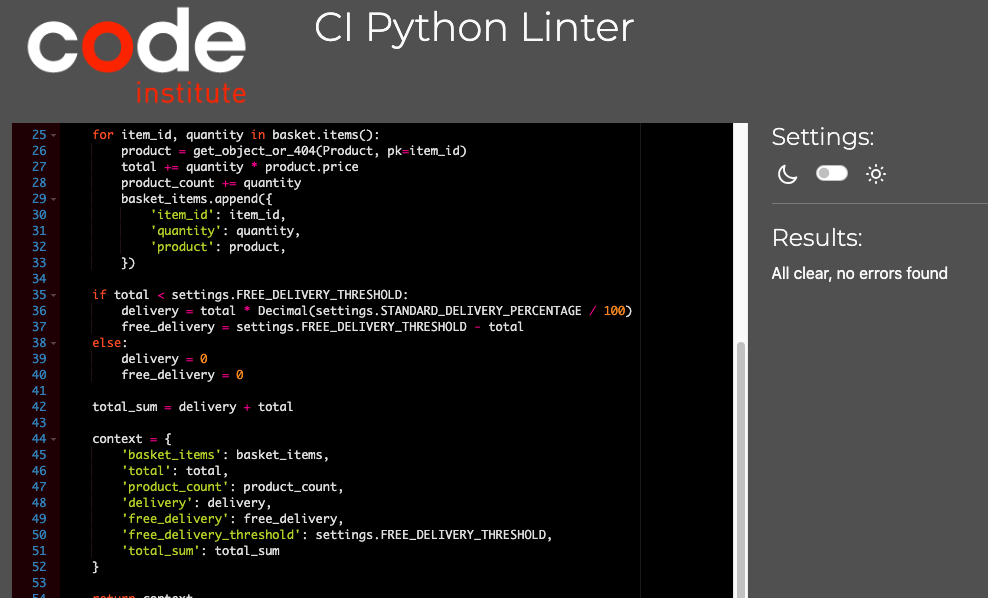 code
institute
CI Python Linter
25 for item_id, quantity in basket.items():
26 product = get_object_or_404(Product, pk=item_id)
27 total += quantity * product.price
28 product_count += quantity
29 basket_items.append({
30 'item_id': item_id,
31 'quantity': quantity,
32 'product': product,
33 })
34
35 if total < settings.FREE_DELIVERY_THRESHOLD:
36 delivery = total * Decimal(settings.STANDARD_DELIVERY_PERCENTAGE / 100)
37 free_delivery = settings.FREE_DELIVERY_THRESHOLD - total
38 else:
39 delivery = 0
40 free_delivery = 0
41
42 total_sum = delivery + total
43
44 context = {
45 'basket_items': basket_items,
46 'total': total,
47 'product_count': product_count,
48 'delivery': delivery,
49 'free_delivery': free_delivery,
50 'free_delivery_threshold': settings.FREE_DELIVERY_THRESHOLD,
51 'total_sum': total_sum
52 }
53
54 return context
Settings:
Results:
All clear, no errors found